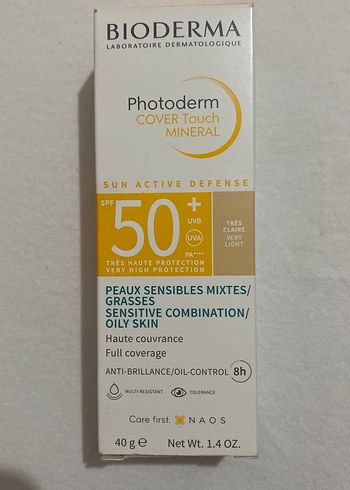 BIODERMA
LABORATOIRE DERMATOLOGIQUE
Photoderm
COVER Touch
MINERAL
SUN ACTIVE DEFENSE
SPF 50+
UVB
UVA
PA++++
TRÈS HAUTE PROTECTION
VERY HIGH PROTECTION
TRÈS
CLAIRE
VERY
LIGHT
PEAUX SENSIBLES MIXTES/
GRASSES
SENSITIVE COMBINATION/
OILY SKIN
Haute couvrance
Full coverage
ANTI-BRILLANCE/OIL-CONTROL 8h
MULTI-RESISTANT TOLERANCE
Care first. NAOS
40 g e Net Wt. 1.4 OZ.